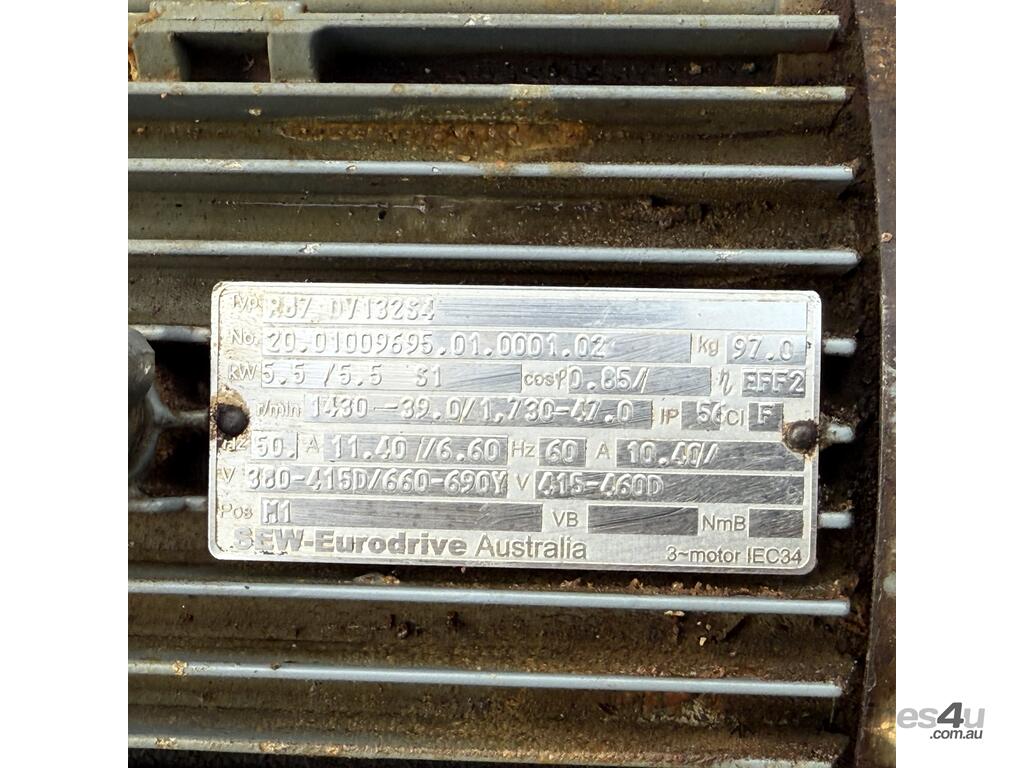 Typ RJ7 DV132S4
No. 20.01009695.01.0001.02 kg 97.0
kW 5.5 /5.5 S1 cosφ 0.85/ η EFF2
r/min 1430-39.0/1,730-47.0 IP 56 Cl F
Hz 50. A 11.40 //6.60 Hz 60 A 10.40/
V 380-415D/660-690Y V 415-460D
Pos M1 VB NmB
SEW-Eurodrive Australia 3~motor IEC34
es4u
.com.au